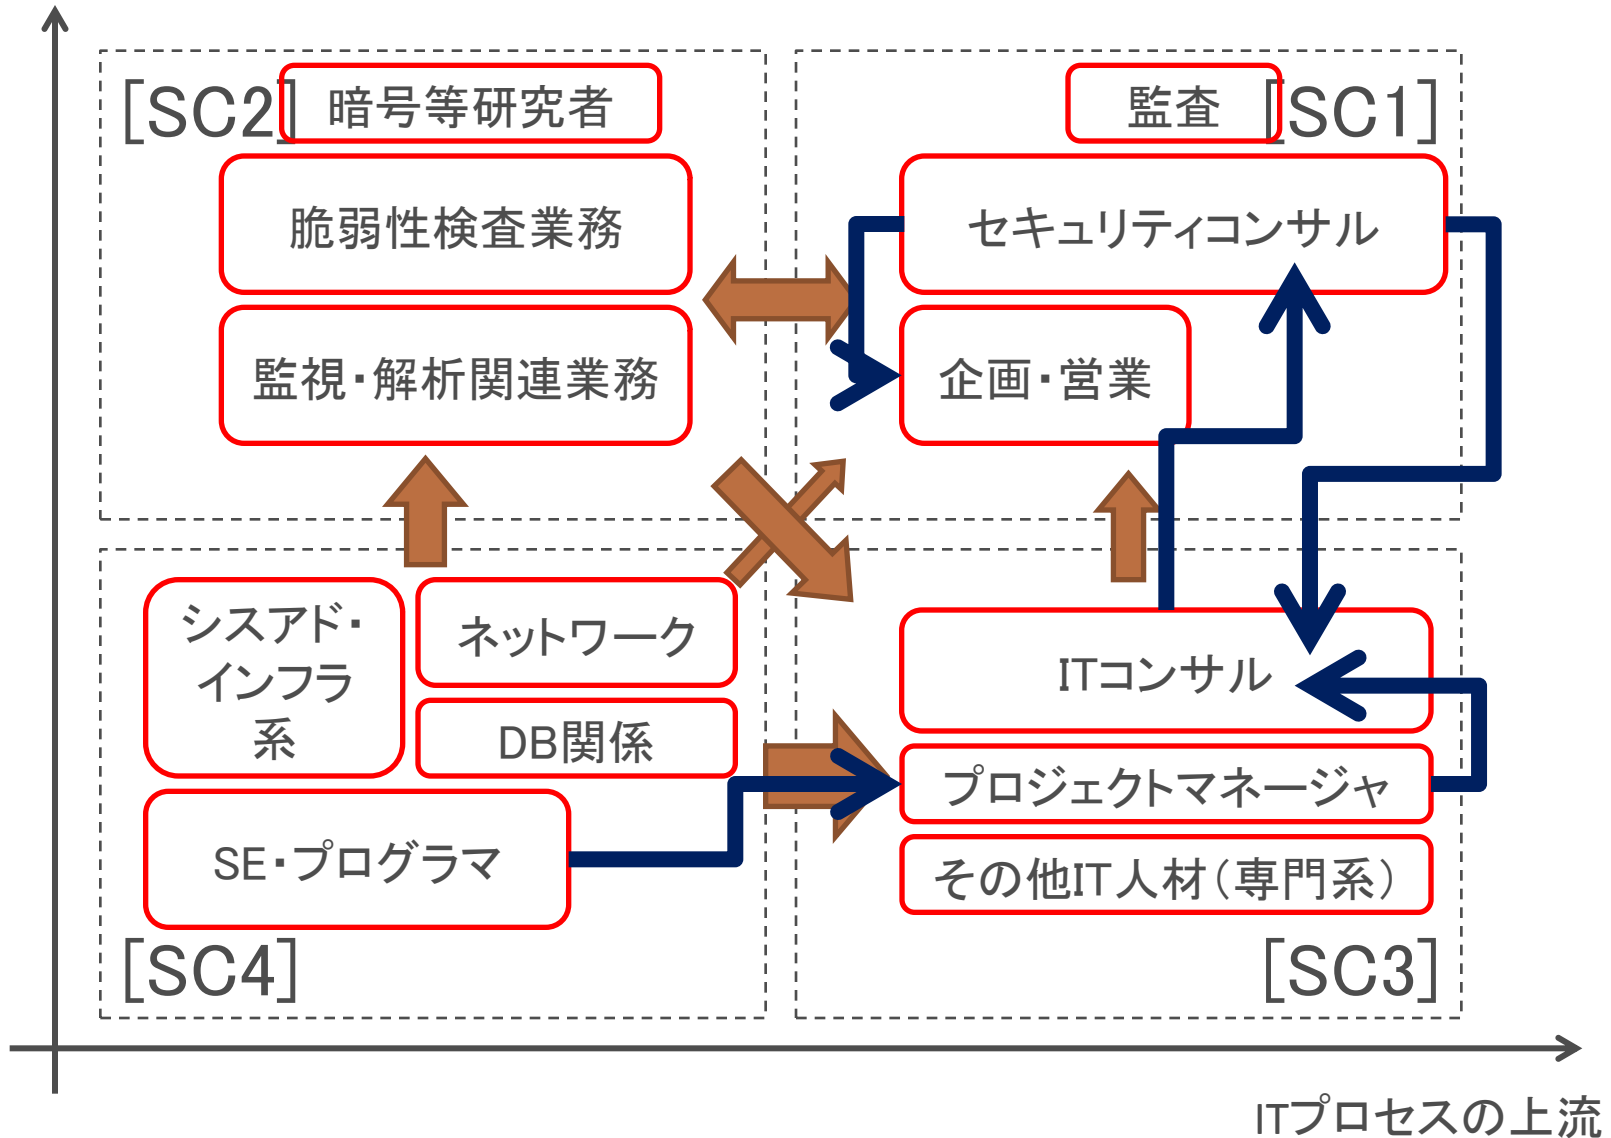 [SC2]
暗号等研究者
監査
[SC1]
脆弱性検査業務
セキュリティコンサル
監視・解析関連業務
企画・営業
シスアド・
インフラ
系
ネットワーク
DB関係
SE・プログラマ
ITコンサル
プロジェクトマネージャ
その他IT人材(専門系)
[SC4]
[SC3]
ITプロセスの上流